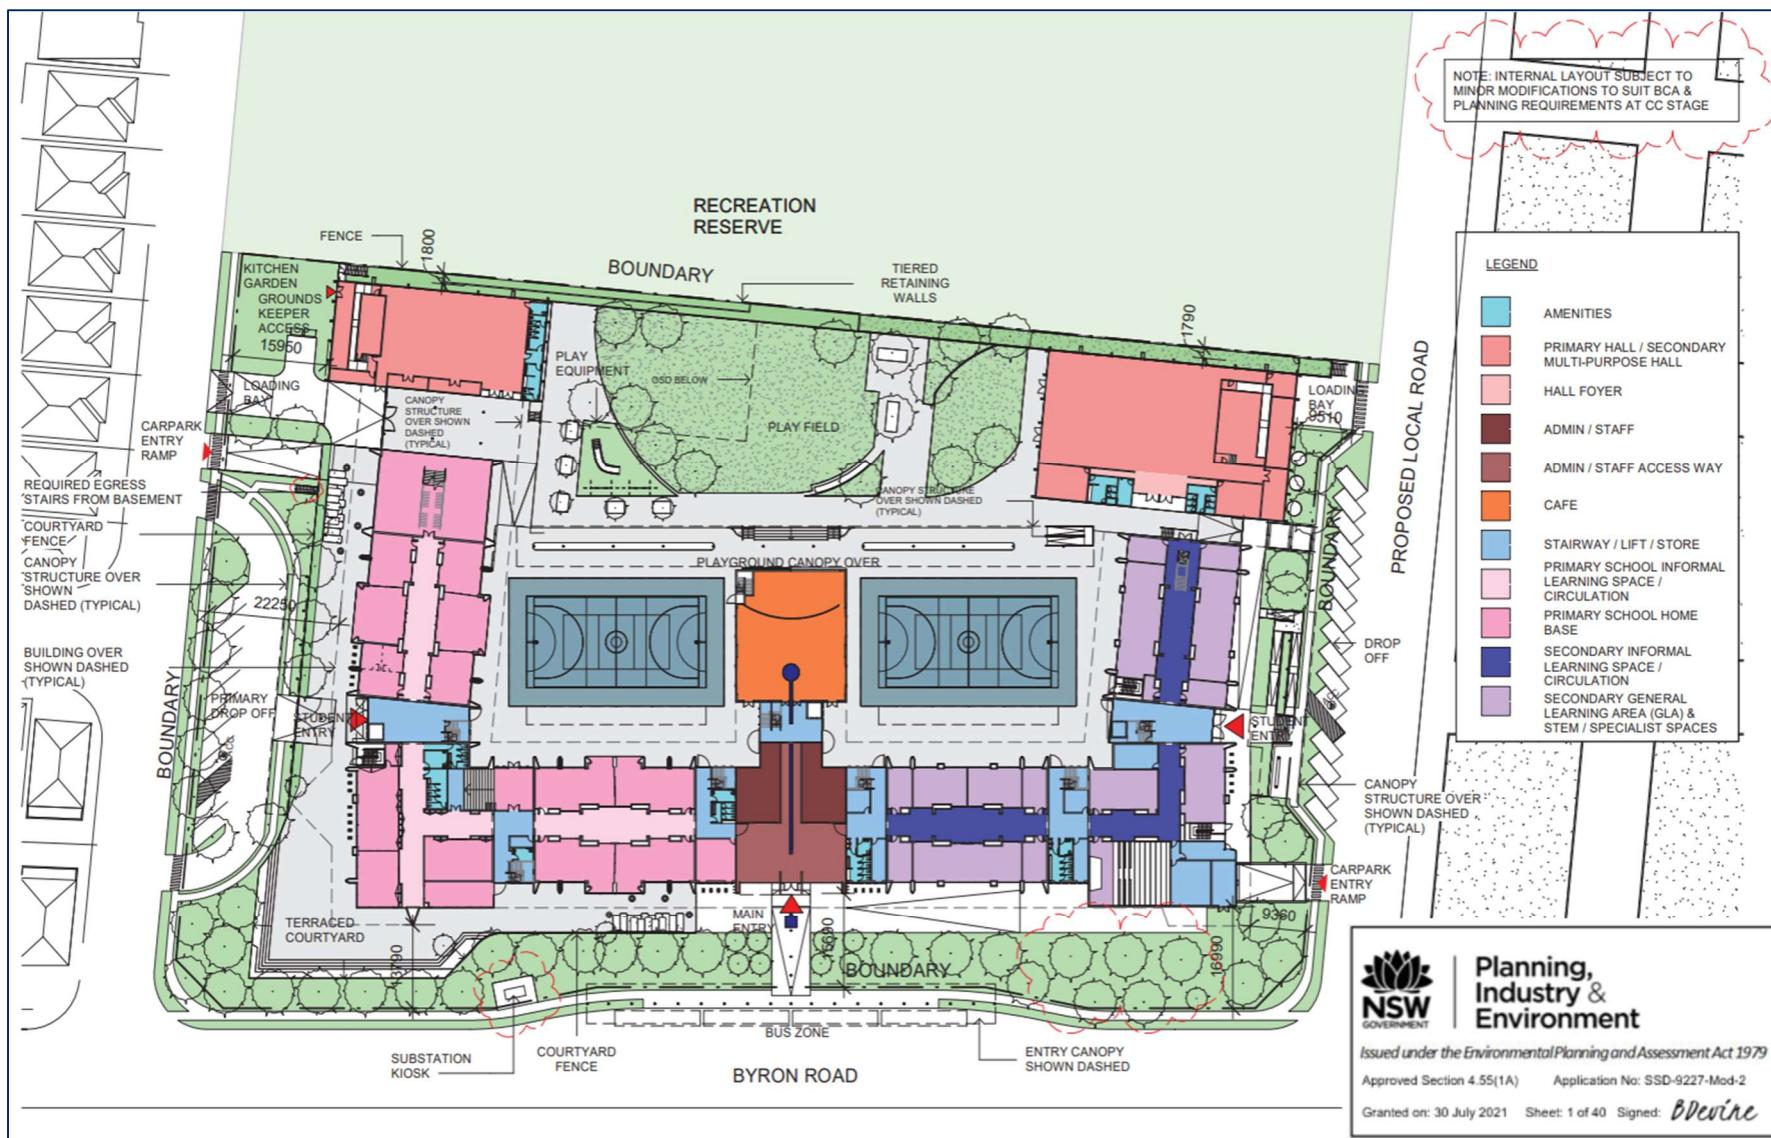 NOTE: INTERNAL LAYOUT SUBJECT TO
MINOR MODIFICATIONS TO SUIT BCA &
PLANNING REQUIREMENTS AT CC STAGE
RECREATION
RESERVE
FENCE
1800
BOUNDARY
TIERED
RETAINING
WALLS
1790
KITCHEN
GARDEN
GROUNDS
KEEPER
ACCESS
15950
LOADING
BAY
CARPARK
ENTRY
RAMP
PLAY
EQUIPMENT
OSD BELOW
PLAY FIELD
CANOPY
STRUCTURE
OVER SHOWN
DASHED
(TYPICAL)
CANOPY STRUCTURE
OVER SHOWN DASHED
(TYPICAL)
LOADING
BAY
9510
PROPOSED LOCAL ROAD
REQUIRED EGRESS
STAIRS FROM BASEMENT
COURTYARD
FENCE
CANOPY
STRUCTURE OVER
SHOWN
DASHED (TYPICAL)
22250
BUILDING OVER
SHOWN DASHED
(TYPICAL)
BOUNDARY
PRIMARY
DROP OFF
STUDENT
ENTRY
PLAYGROUND CANOPY OVER
BOUNDARY
DROP
OFF
STUDENT
ENTRY
CANOPY
STRUCTURE OVER
SHOWN DASHED
(TYPICAL)
CARPARK
ENTRY
RAMP
9360
TERRACED
COURTYARD
13790
MAIN
ENTRY
15690
BOUNDARY
16990
BUS ZONE
SUBSTATION
KIOSK
COURTYARD
FENCE
BYRON ROAD
ENTRY CANOPY
SHOWN DASHED
LEGEND
AMENITIES
PRIMARY HALL / SECONDARY
MULTI-PURPOSE HALL
HALL FOYER
ADMIN / STAFF
ADMIN / STAFF ACCESS WAY
CAFE
STAIRWAY / LIFT / STORE
PRIMARY SCHOOL INFORMAL
LEARNING SPACE /
CIRCULATION
PRIMARY SCHOOL HOME
BASE
SECONDARY INFORMAL
LEARNING SPACE /
CIRCULATION
SECONDARY GENERAL
LEARNING AREA (GLA) &
STEM / SPECIALIST SPACES
NSW
GOVERNMENT
Planning,
Industry &
Environment
Issued under the Environmental Planning and Assessment Act 1979
Approved Section 4.55(1A) Application No: SSD-9227-Mod-2
Granted on: 30 July 2021 Sheet: 1 of 40 Signed: BDevine